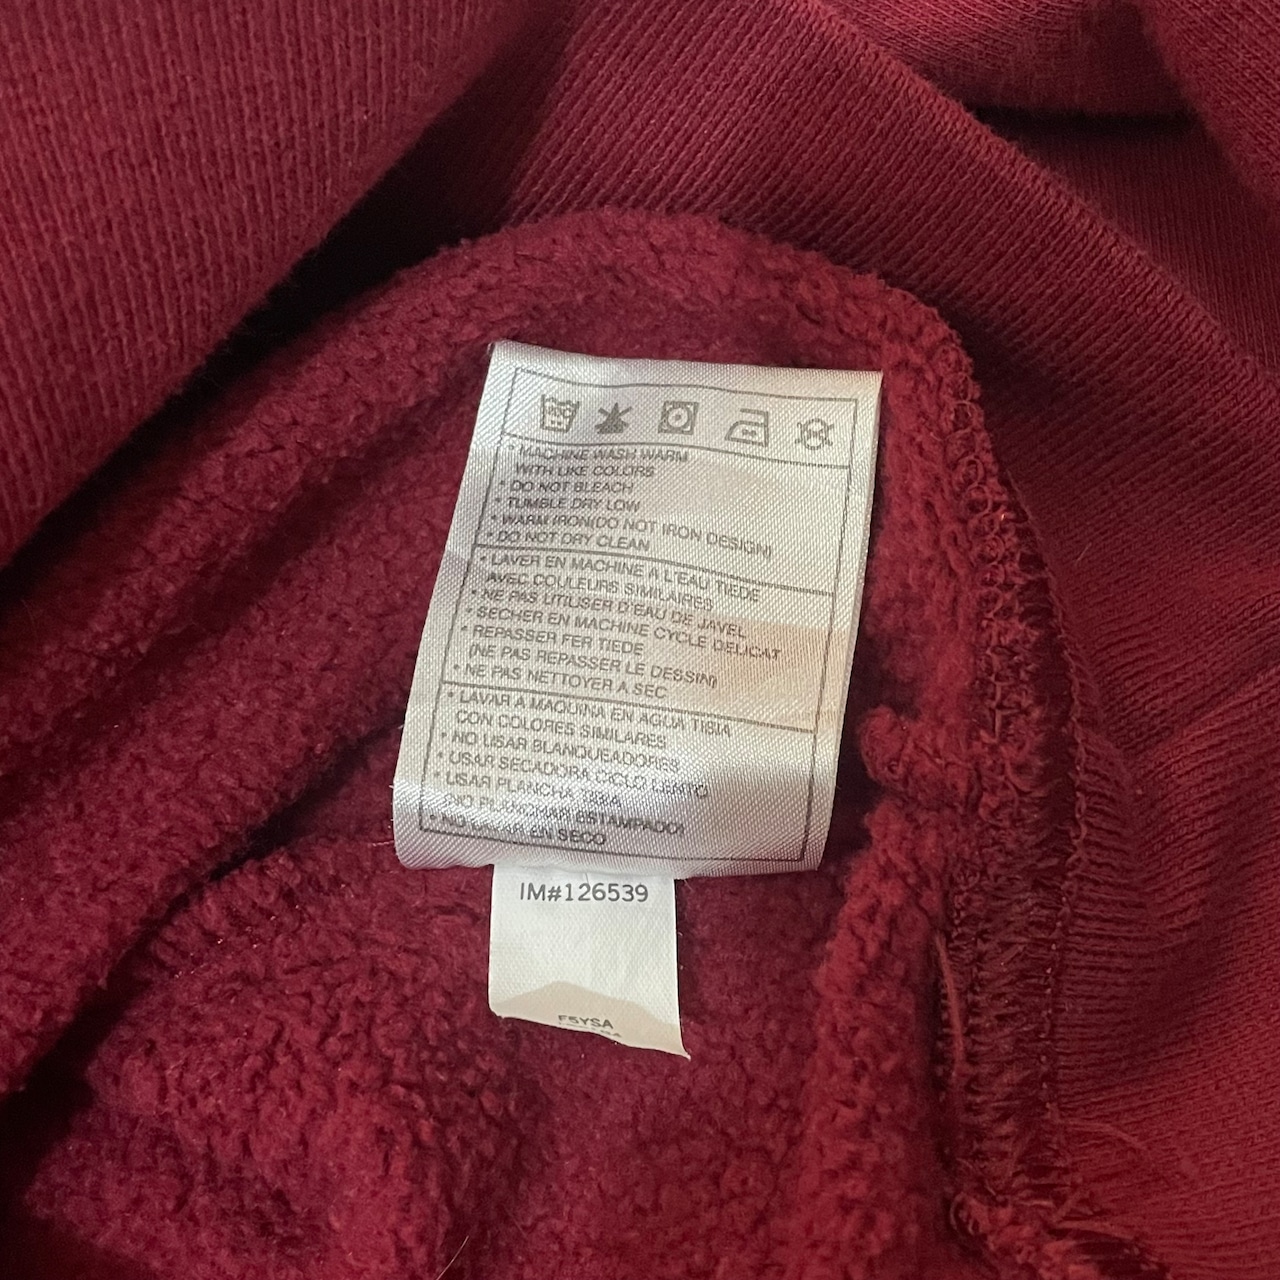 * MACHINE WASH WARM
WITH LIKE COLORS
* DO NOT BLEACH
* TUMBLE DRY LOW
* WARM IRON(DO NOT IRON DESIGN)
* DO NOT DRY CLEAN
* LAVER EN MACHINE A L'EAU TIEDE
AVEC COULEURS SIMILAIRES
* NE PAS UTILISER D'EAU DE JAVEL
* SECHER EN MACHINE CYCLE DELICAT
* REPASSER FER TIEDE
(NE PAS REPASSER LE DESSIN)
* NE PAS NETTOYER A SEC
* LAVAR A MAQUINA EN AGUA TIBIA
CON COLORES SIMILARES
* NO USAR BLANQUEADORES
* USAR SECADORA CICLO LENTO
* USAR PLANCHA TIBIA
(NO PLANCHAR ESTAMPADO)
* NO LAVAR EN SECO
IM#126539
F5YSA